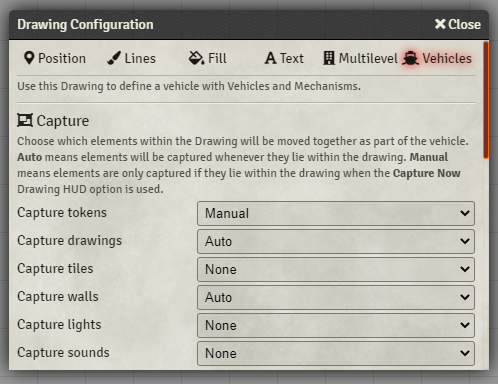 Drawing Configuration Close
Position Lines Fill Text Multilevel Vehicles
Use this Drawing to define a vehicle with Vehicles and Mechanisms.
Capture
Choose which elements within the Drawing will be moved together as part of the vehicle.
Auto means elements will be captured whenever they lie within the drawing. Manual
means elements are only captured if they lie within the drawing when the Capture Now
Drawing HUD option is used.
Capture tokens Manual
Capture drawings Auto
Capture tiles None
Capture walls Auto
Capture lights None
Capture sounds None